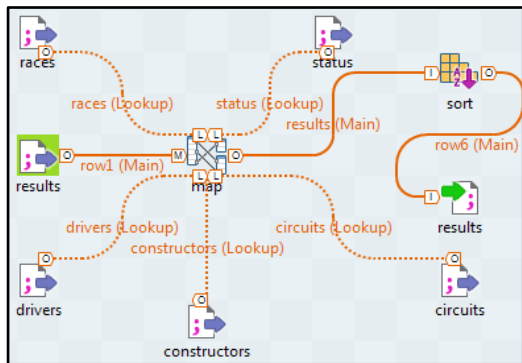 O
O
races
status
I
O
A
Z
sort
races (Lookup)
status (Lookup)
results (Main)
L L
O
row1 (Main)
M
O
row6 (Main)
results
map
L L
I
results
drivers (Lookup)
circuits (Lookup)
constructors (Lookup)
O
O
drivers
O
circuits
constructors